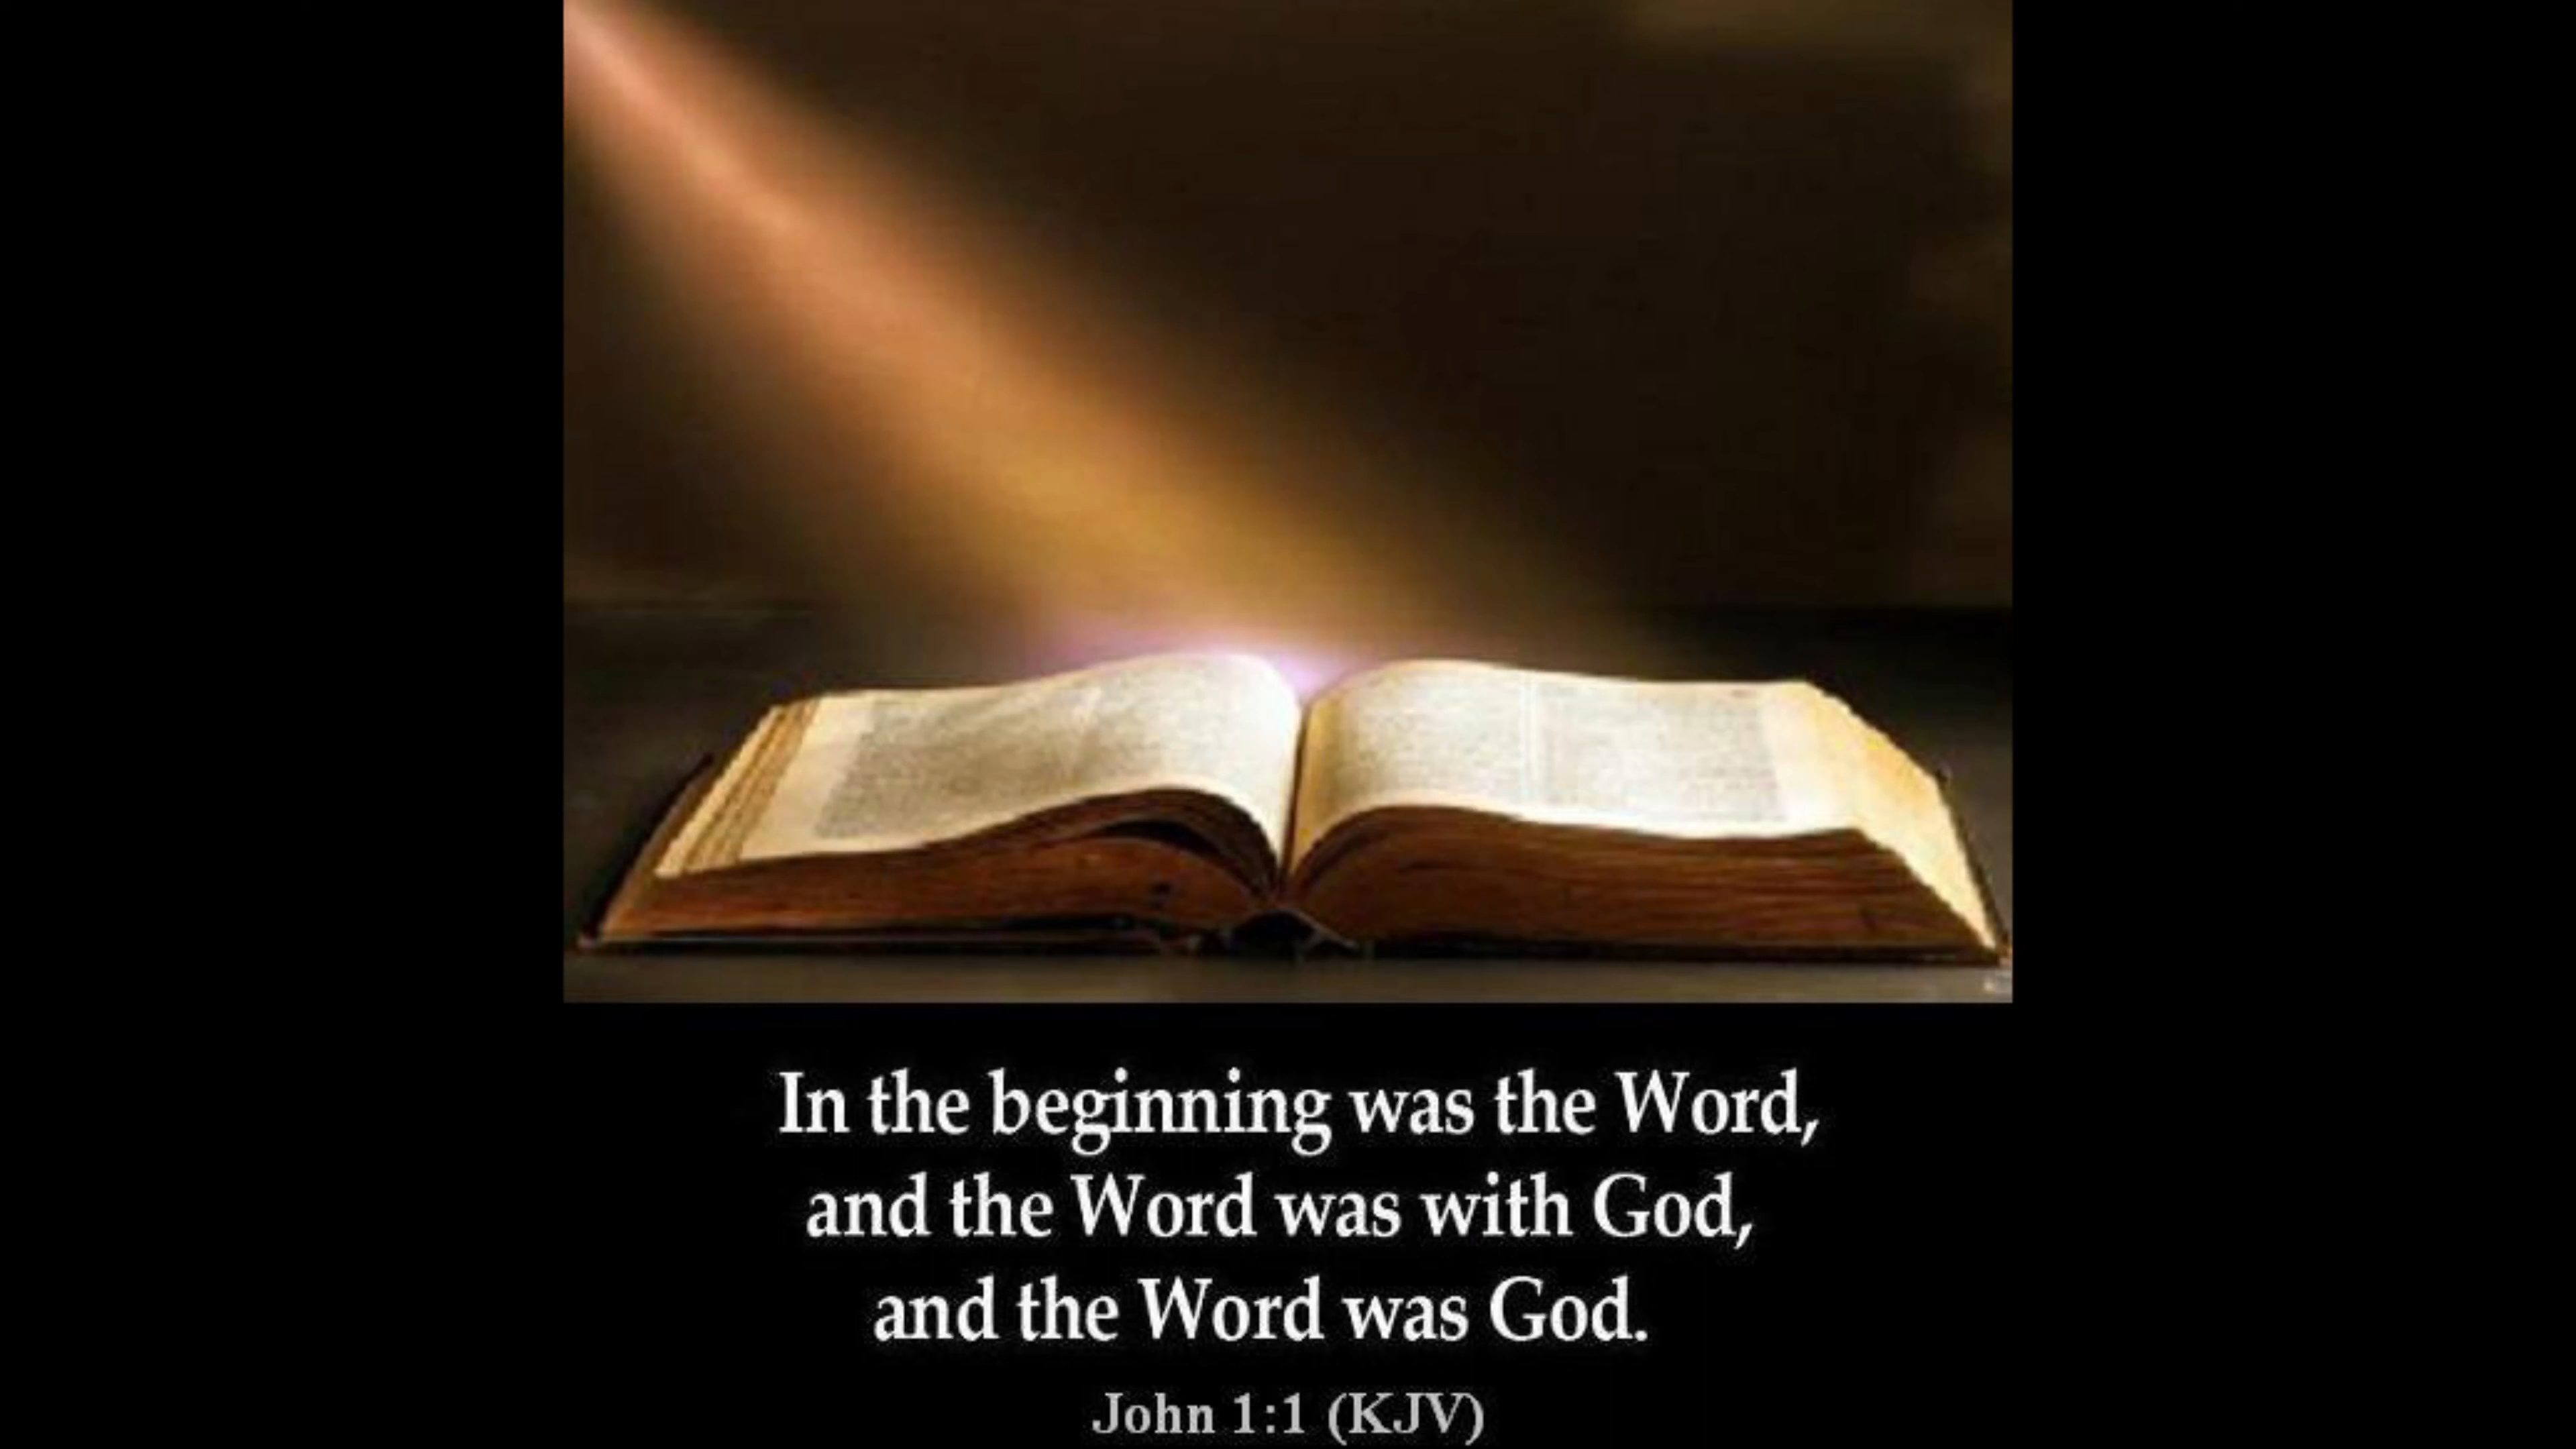 In the beginning was the Word,
and the Word was with God,
and the Word was God.
John 1:1 (KJV)